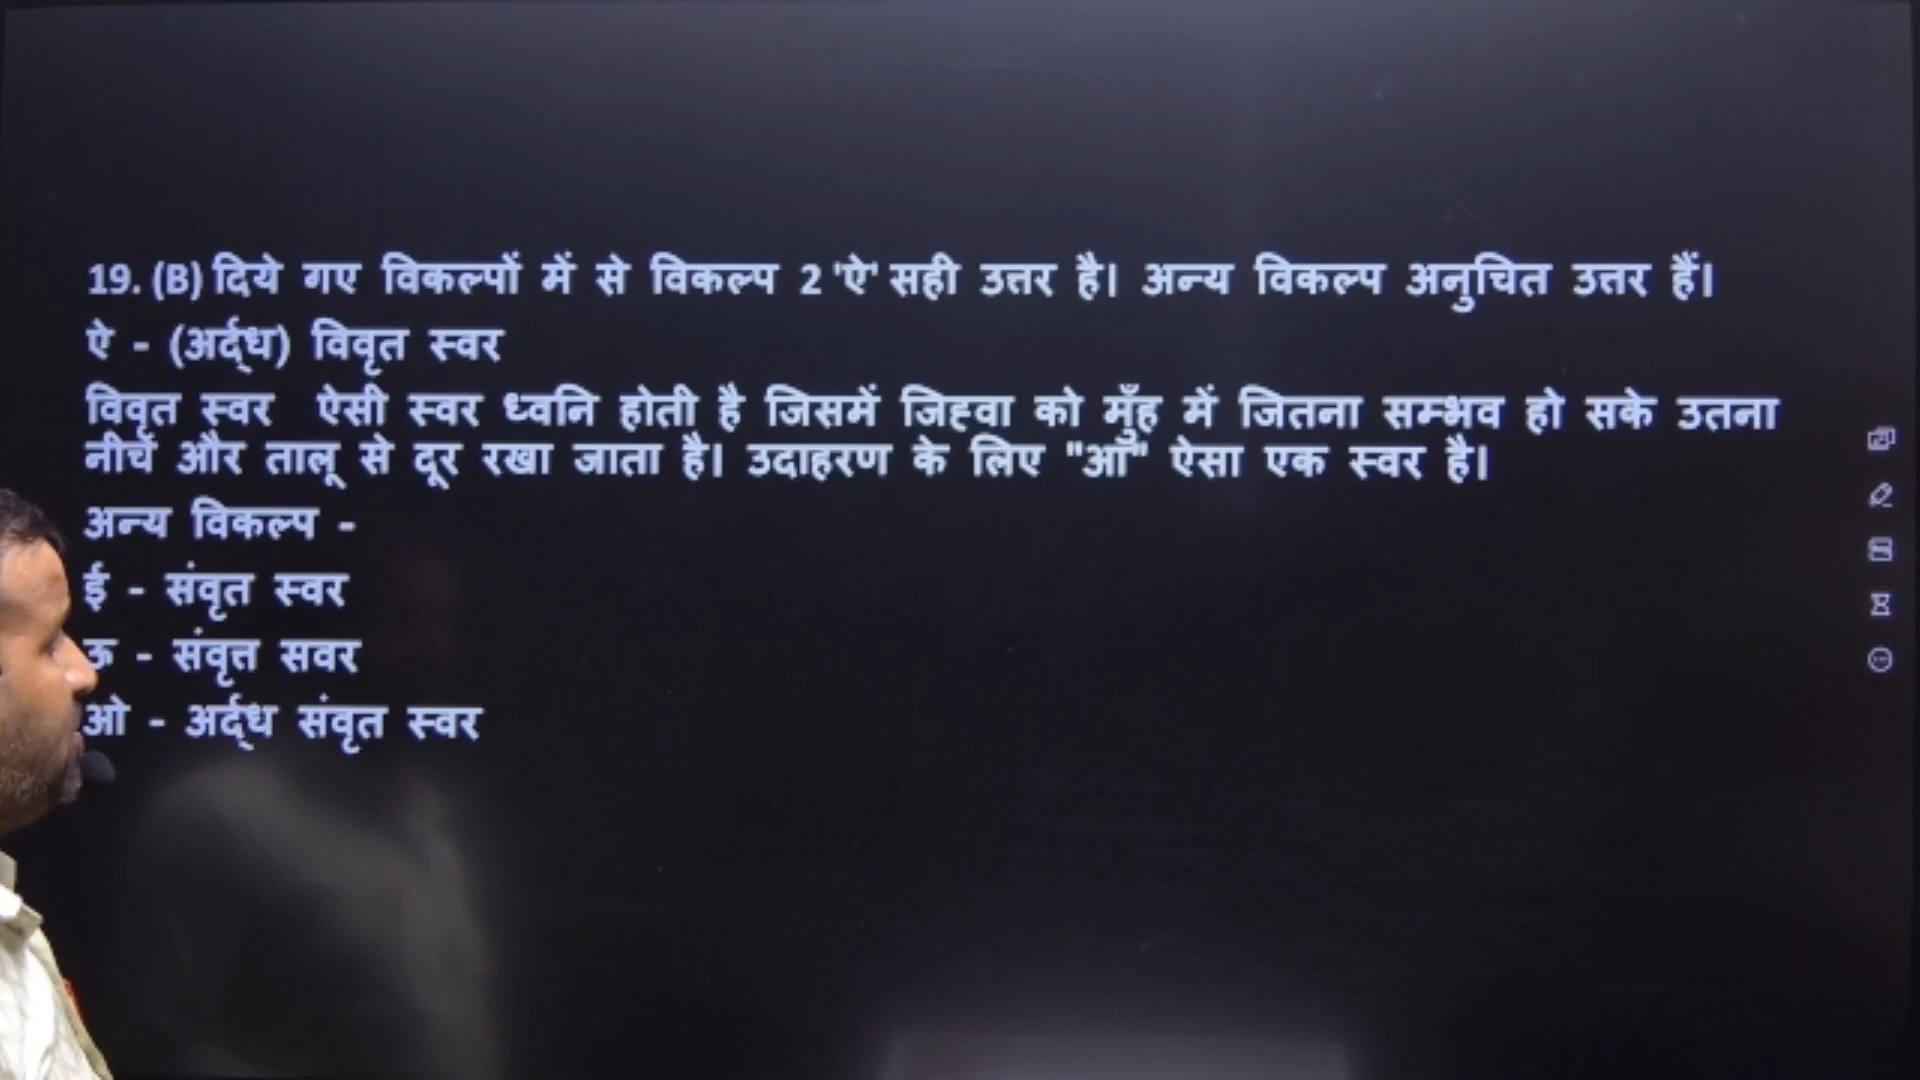 19. (B) दिये गए विकल्पों में से विकल्प 2 'ऐ' सही उत्तर है। अन्य विकल्प अनुचित उत्तर हैं।
ऐ - (अर्द्ध) विवृत स्वर
विवृत स्वर ऐसी स्वर ध्वनि होती है जिसमें जिह्वा को मुँह में जितना सम्भव हो सके उतना
नीचे और तालू से दूर रखा जाता है। उदाहरण के लिए "ऑ" ऐसा एक स्वर है।
अन्य विकल्प -
ई - संवृत स्वर
ऊ - संवृत्त सवर
ओ - अर्द्ध संवृत स्वर